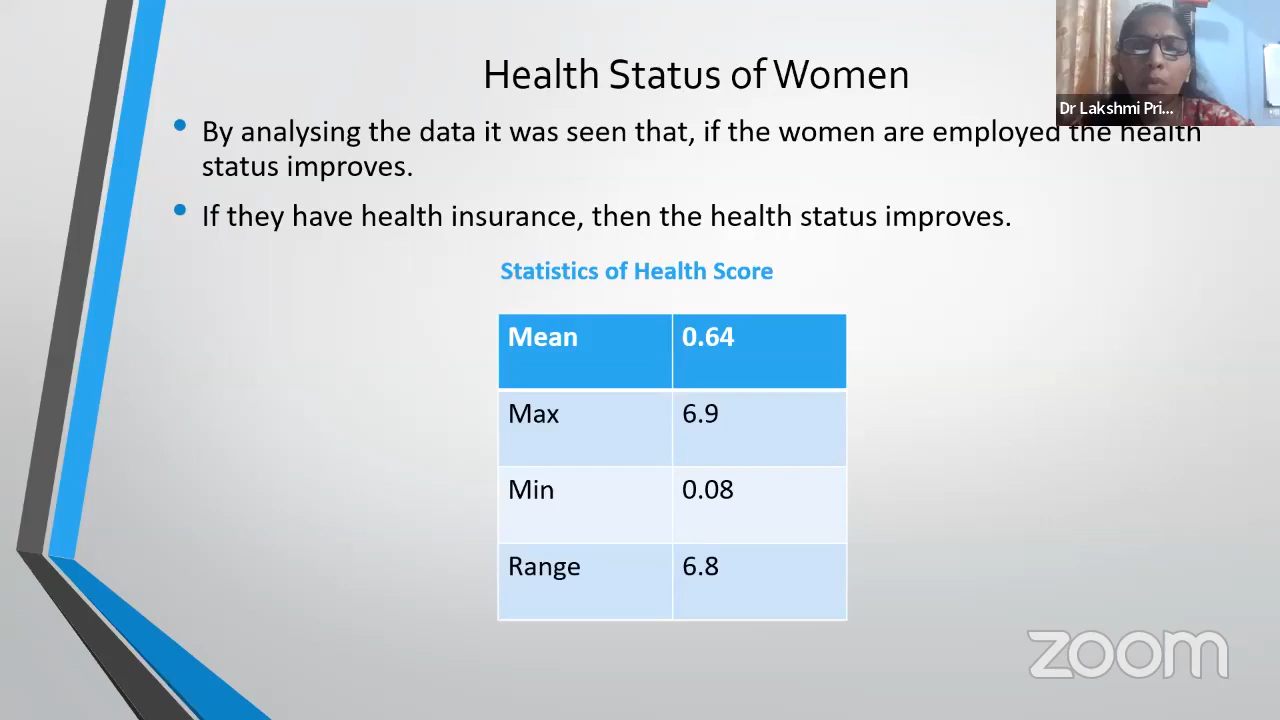 Health Status of Women
Dr Lakshmi Pri...
By analysing the data it was seen that, if the women are employed the health
status improves.
If they have health insurance, then the health status improves.
Statistics of Health Score
Mean 0.64
Max 6.9
Min 0.08
Range 6.8
zoom